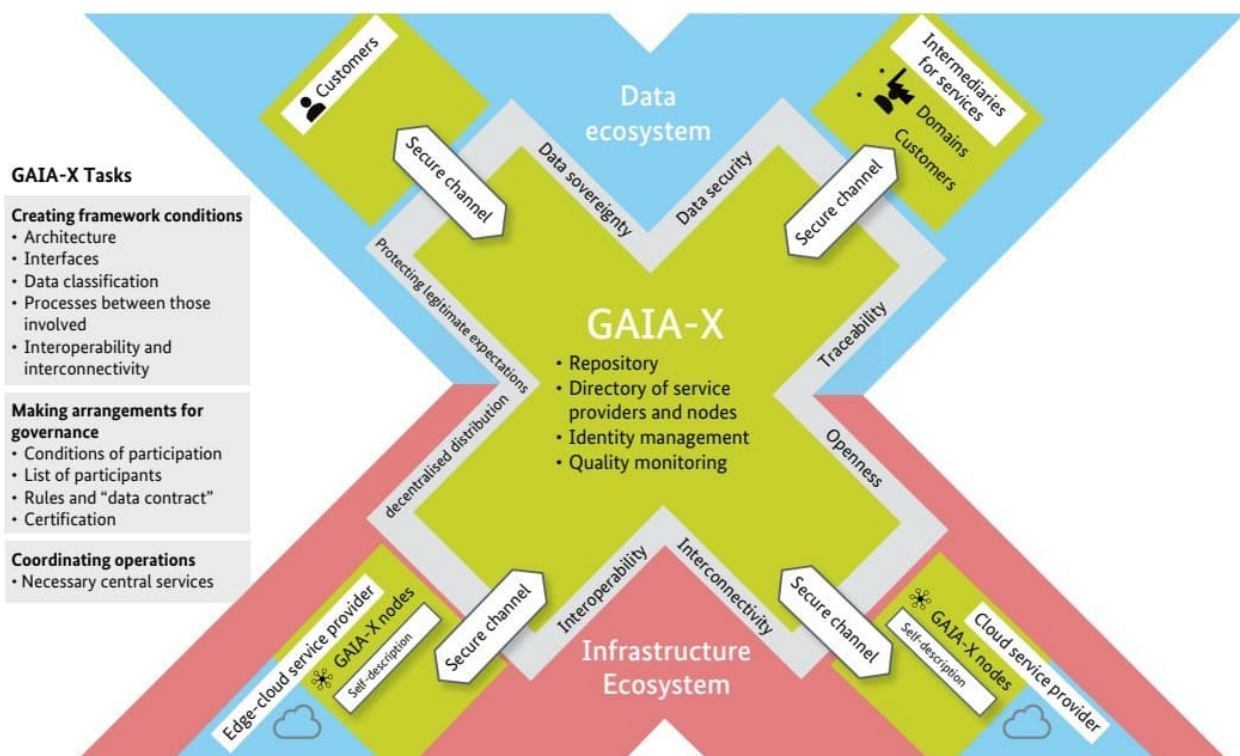 GAIA-X Tasks
Creating framework conditions
• Architecture
• Interfaces
• Data classification
• Processes between those
involved
• Interoperability and
interconnectivity
Making arrangements for
governance
• Conditions of participation
• List of participants
• Rules and “data contract”
• Certification
Coordinating operations
• Necessary central services
Customers
Secure channel
Data
ecosystem
Intermediaries
for services
Domains
Customers
Secure channel
Data sovereignty
Data security
Protecting legitimate expectations
Traceability
GAIA-X
• Repository
• Directory of service
providers and nodes
• Identity management
• Quality monitoring
decentralised distribution
Openness
Interoperability
Interconnectivity
Infrastructure
Ecosystem
Secure channel
Edge-cloud service provider
GAIA-X nodes
Self-description
Secure channel
Cloud service provider
GAIA-X nodes
Self-description